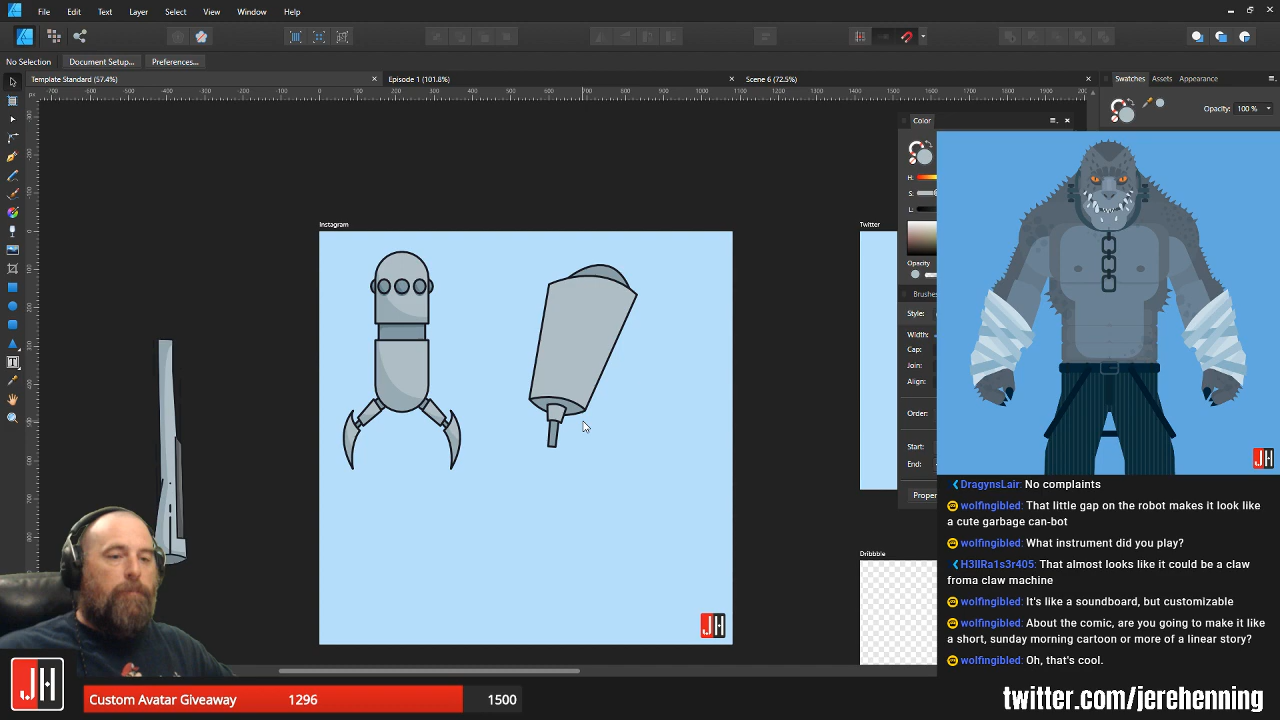 File Edit Text Layer Select View Window Help
No Selection Document Setup... Preferences...
Template Standard (57.4%) Episode 1 (101.8%) Scene 6 (72.5%)
Swatches Assets Appearance
Opacity: 100 %
px
Color
H:
S:
L:
Opacity
Brushes
Style:
Width:
Cap:
Join:
Align:
Order:
Start:
End:
Proper
Instagram
Twitter
Dribbble
JH
JH
DragynsLair: No complaints
wolfingibled: That little gap on the robot makes it look like
a cute garbage can-bot
wolfingibled: What instrument did you play?
H3llRa1s3r405: That almost looks like it could be a claw
froma claw machine
wolfingibled: It's like a soundboard, but customizable
wolfingibled: About the comic, are you going to make it like
a short, sunday morning cartoon or more of a linear story?
wolfingibled: Oh, that's cool.
JH
Custom Avatar Giveaway 1296 1500
twitter.com/jerehenning